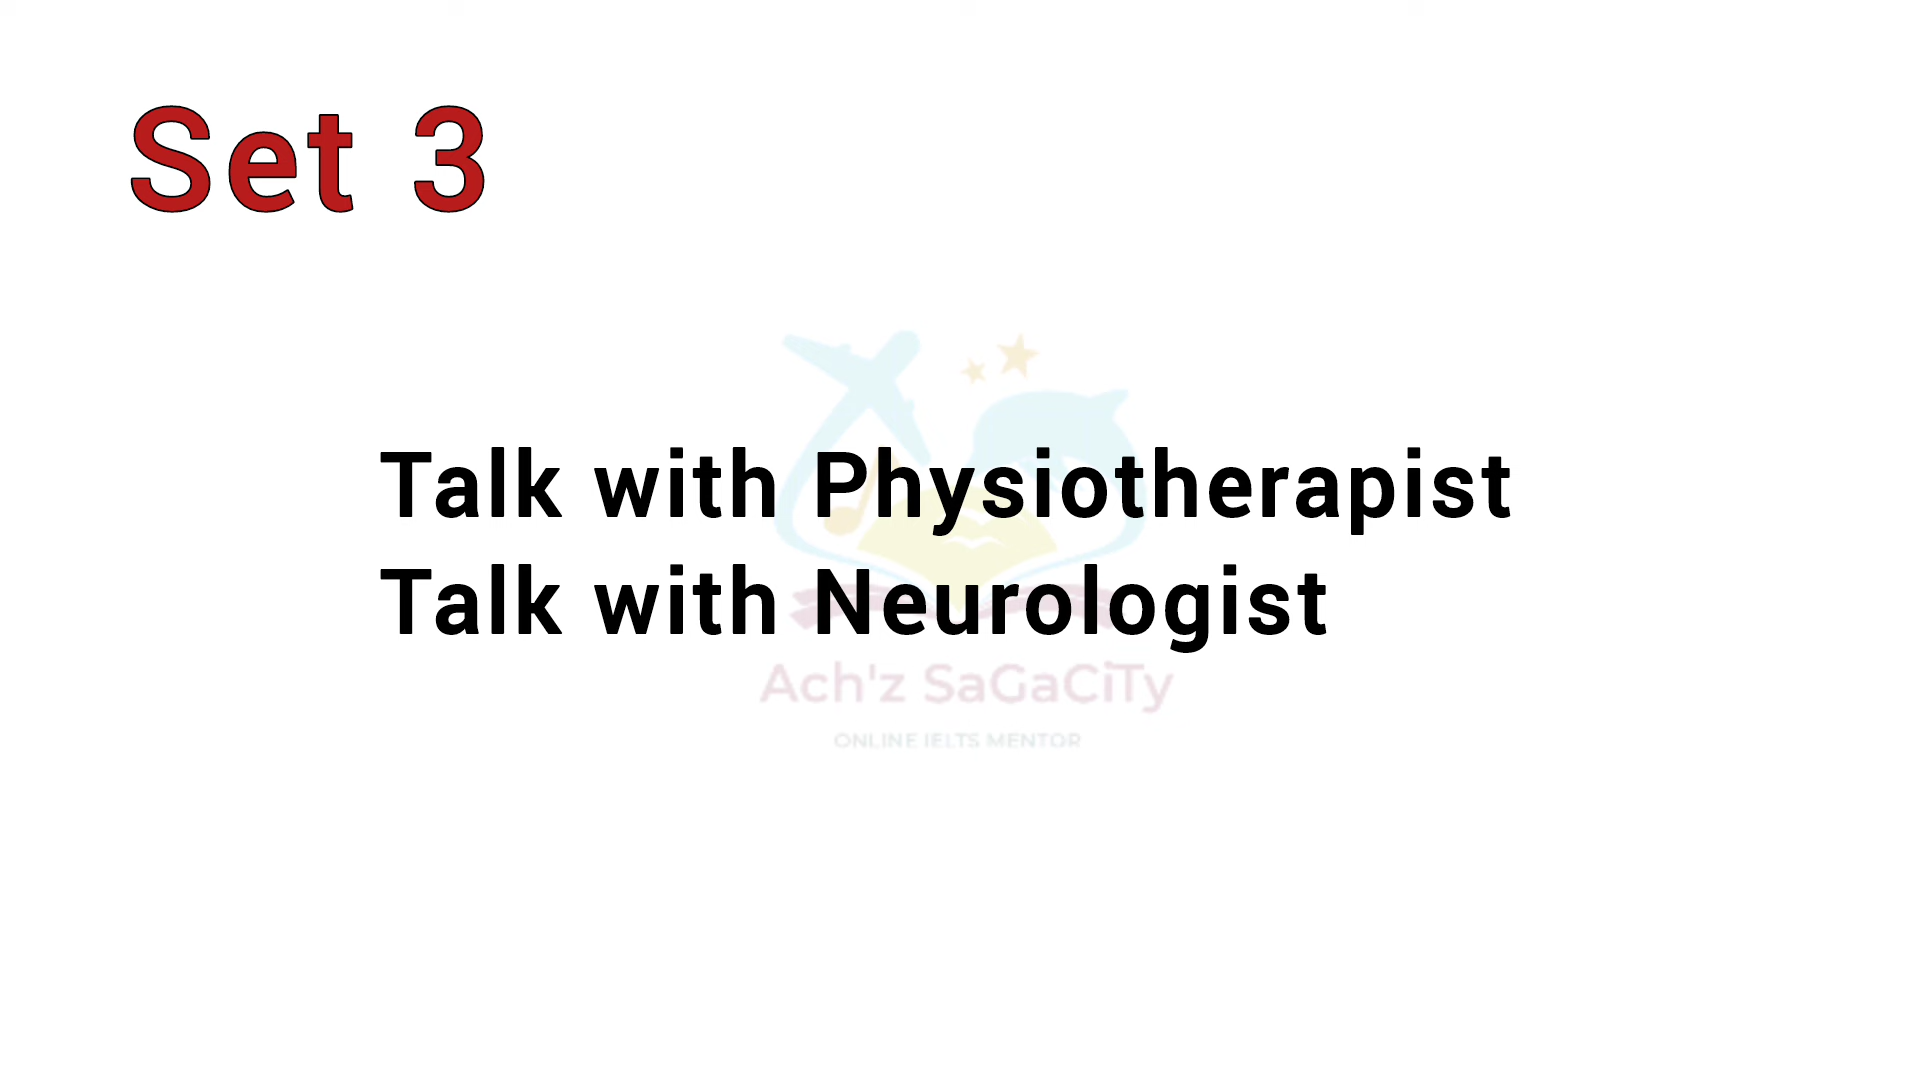 Set 3
Talk with Physiotherapist
Talk with Neurologist
Ach'z SaGaCiTy
ONLINE IELTS MENTOR